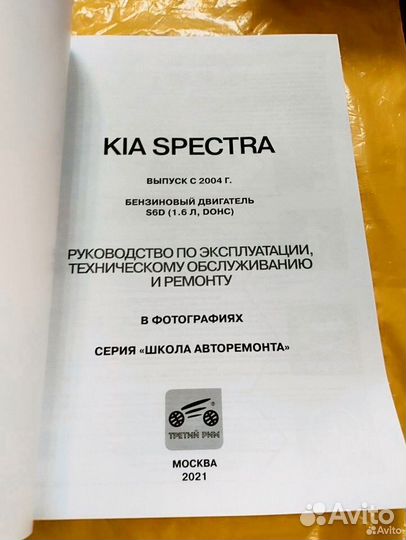 KIA SPECTRA
ВЫПУСК С 2004 Г.
БЕНЗИНОВЫЙ ДВИГАТЕЛЬ
S6D (1.6 Л, DOHC)
РУКОВОДСТВО ПО ЭКСПЛУАТАЦИИ,
ТЕХНИЧЕСКОМУ ОБСЛУЖИВАНИЮ
И РЕМОНТУ
В ФОТОГРАФИЯХ
СЕРИЯ «ШКОЛА АВТОРЕМОНТА»
®
ТРЕТИЙ РИМ
МОСКВА
2021
Avito
Avito